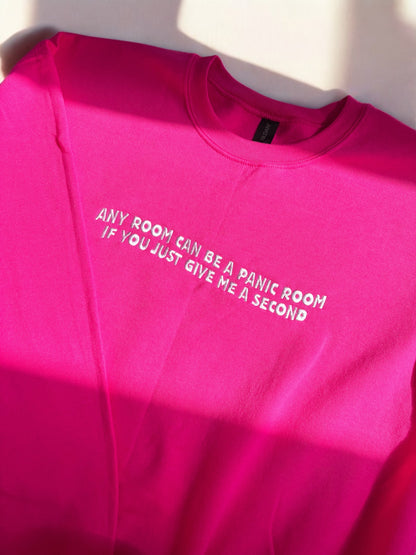 ANY ROOM CAN BE A PANIC ROOM
IF YOU JUST GIVE ME A SECOND